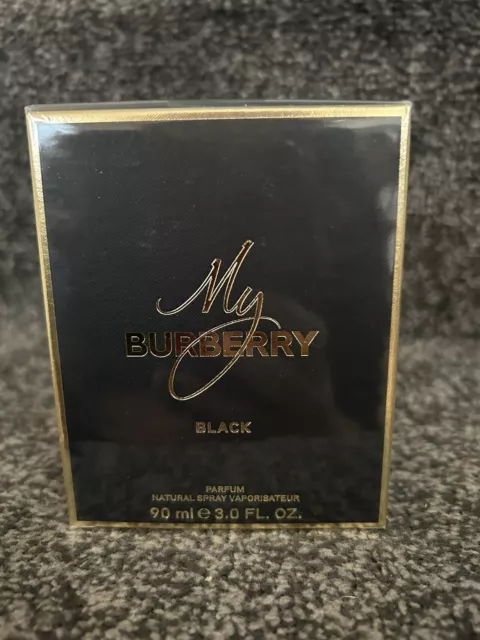 My
BURBERRY
BLACK
PARFUM
NATURAL SPRAY VAPORISATEUR
90 ml e 3.0 FL. OZ.